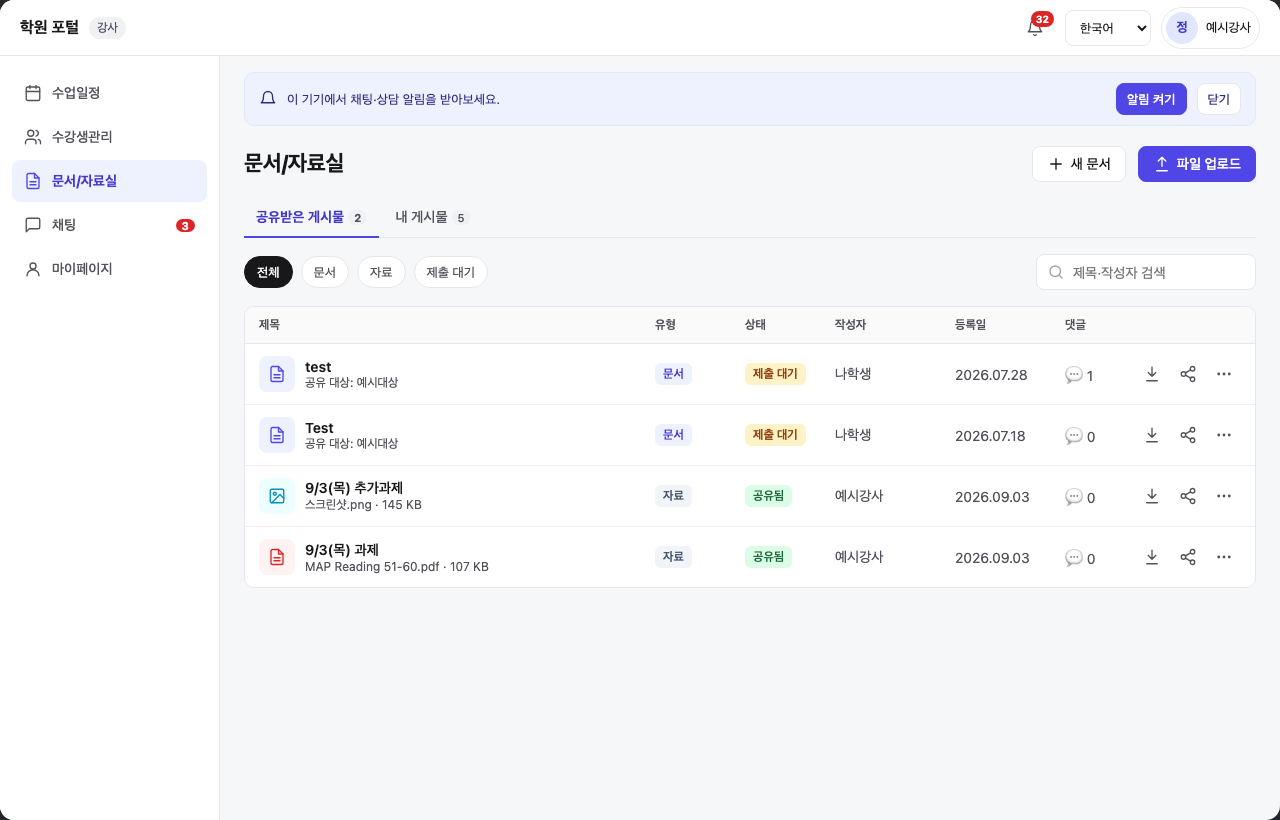 학원 포털 강사 32 한국어 정 예시강사
수업일정
수강생관리
문서/자료실
채팅 3
마이페이지
이 기기에서 채팅·상담 알림을 받아보세요. 알림 켜기 닫기
문서/자료실 새 문서 파일 업로드
공유받은 게시물 2 내 게시물 5
전체 문서 자료 제출 대기 제목·작성자 검색
제목 유형 상태 작성자 등록일 댓글
test
공유 대상: 예시대상
문서 제출 대기 나학생 2026.07.28 1
Test
공유 대상: 예시대상
문서 제출 대기 나학생 2026.07.18 0
9/3(목) 추가과제
스크린샷.png · 145 KB
자료 공유됨 예시강사 2026.09.03 0
9/3(목) 과제
MAP Reading 51-60.pdf · 107 KB
자료 공유됨 예시강사 2026.09.03 0